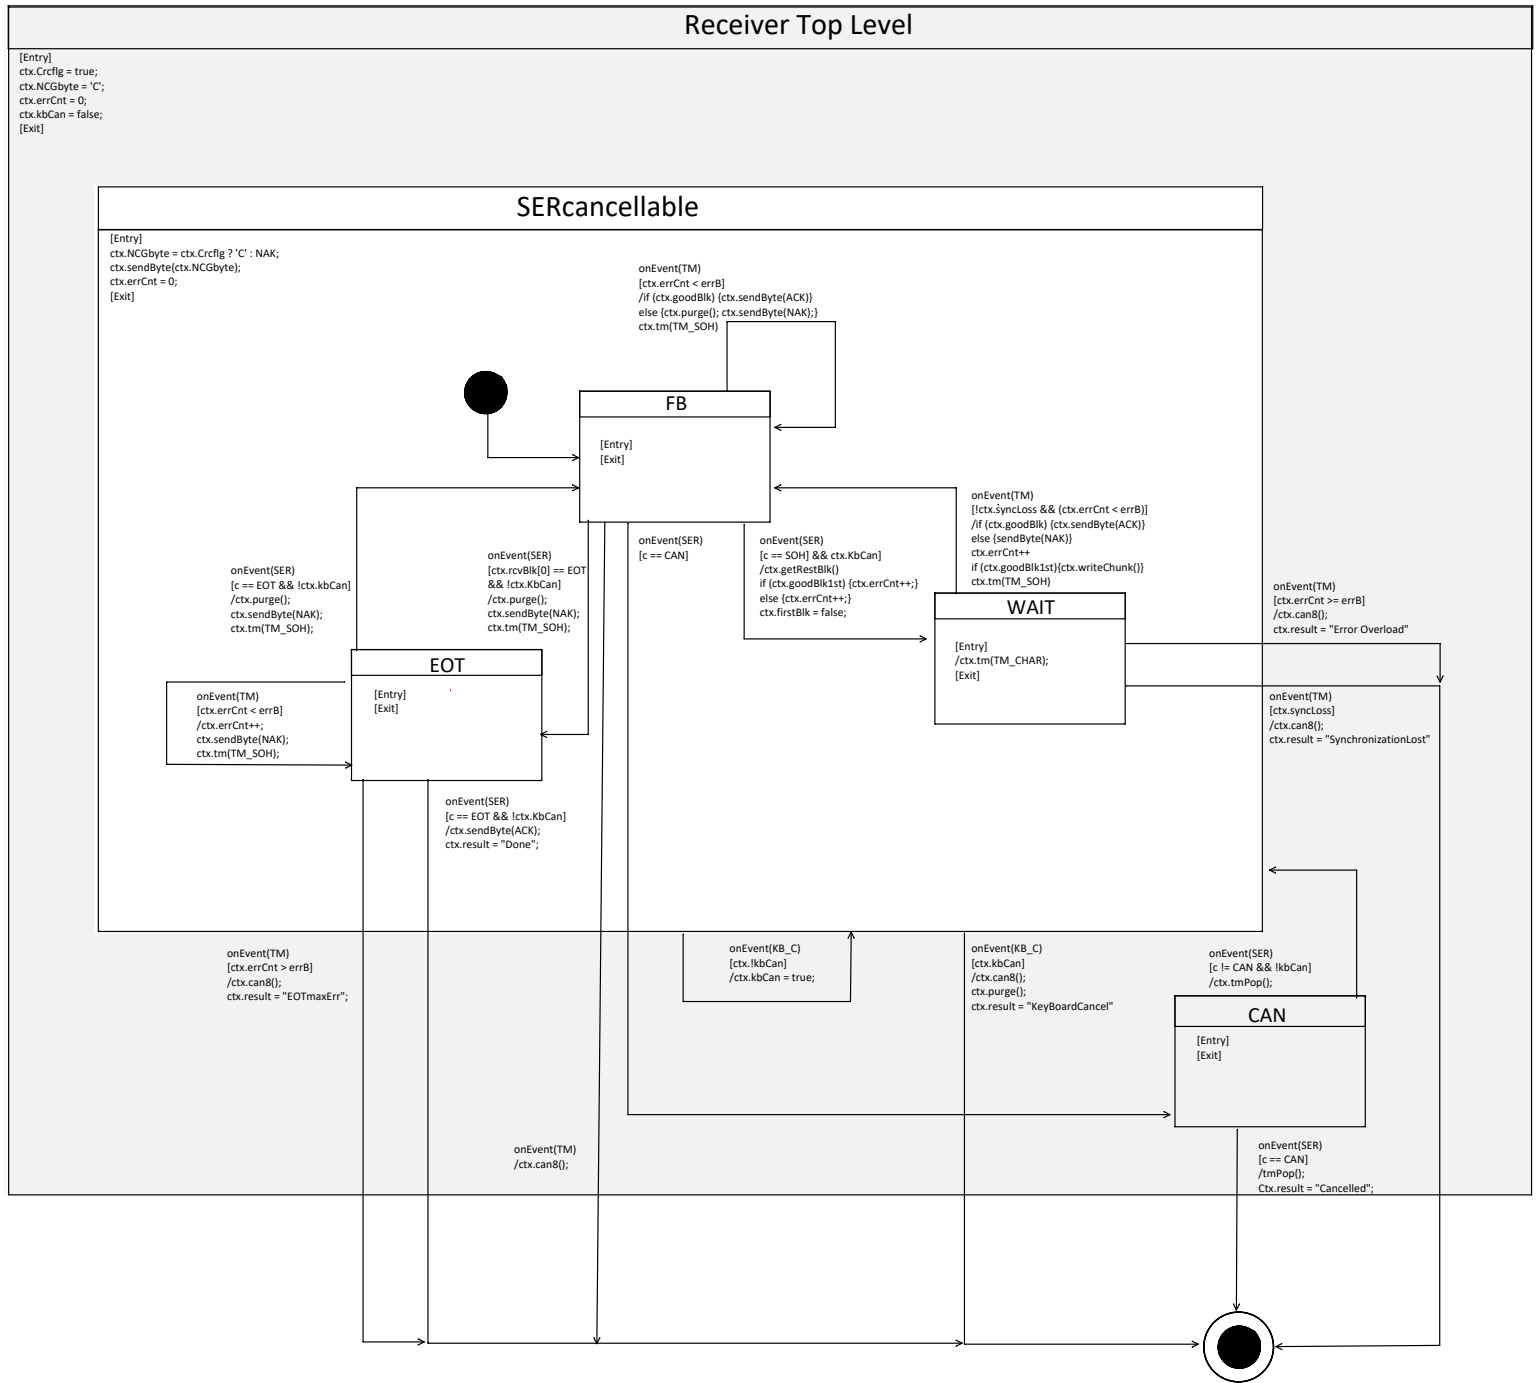 Receiver Top Level
[Entry]
ctx.Crcflg = true;
ctx.NCGbyte = 'C';
ctx.errCnt = 0;
ctx.kbCan = false;
[Exit]
SERcancellable
[Entry]
ctx.NCGbyte = ctx.Crcflg ? 'C' : NAK;
ctx.sendByte(ctx.NCGbyte);
ctx.errCnt = 0;
[Exit]
onEvent(TM)
[ctx.errCnt < errB]
/if (ctx.goodBlk) {ctx.sendByte(ACK)}
else {ctx.purge(); ctx.sendByte(NAK);}
ctx.tm(TM_SOH)
FB
[Entry]
[Exit]
onEvent(SER)
[c == EOT && !ctx.kbCan]
/ctx.purge();
ctx.sendByte(NAK);
ctx.tm(TM_SOH);
onEvent(SER)
[ctx.rcvBlk[0] == EOT
&& !ctx.KbCan]
/ctx.purge();
ctx.sendByte(NAK);
ctx.tm(TM_SOH);
onEvent(SER)
[c == CAN]
onEvent(SER)
[c == SOH] && ctx.KbCan]
/ctx.getRestBlk()
if (ctx.goodBlk1st) {ctx.errCnt++;}
else {ctx.errCnt++;}
ctx.firstBlk = false;
onEvent(TM)
[!ctx.syncLoss && (ctx.errCnt < errB)]
/if (ctx.goodBlk) {ctx.sendByte(ACK)}
else {sendByte(NAK)}
ctx.errCnt++
if (ctx.goodBlk1st){ctx.writeChunk()}
ctx.tm(TM_SOH)
WAIT
[Entry]
/ctx.tm(TM_CHAR);
[Exit]
onEvent(TM)
[ctx.errCnt >= errB]
/ctx.can8();
ctx.result = "Error Overload"
onEvent(TM)
[ctx.syncLoss]
/ctx.can8();
ctx.result = "SynchronizationLost"
EOT
[Entry]
[Exit]
onEvent(TM)
[ctx.errCnt < errB]
/ctx.errCnt++;
ctx.sendByte(NAK);
ctx.tm(TM_SOH);
onEvent(SER)
[c == EOT && !ctx.KbCan]
/ctx.sendByte(ACK);
ctx.result = "Done";
onEvent(TM)
[ctx.errCnt > errB]
/ctx.can8();
ctx.result = "EOTmaxErr";
onEvent(KB_C)
[ctx.!kbCan]
/ctx.kbCan = true;
onEvent(KB_C)
[ctx.kbCan]
/ctx.can8();
ctx.purge();
ctx.result = "KeyBoardCancel"
onEvent(SER)
[c != CAN && !kbCan]
/ctx.tmPop();
CAN
[Entry]
[Exit]
onEvent(TM)
/ctx.can8();
onEvent(SER)
[c == CAN]
/tmPop();
Ctx.result = "Cancelled";